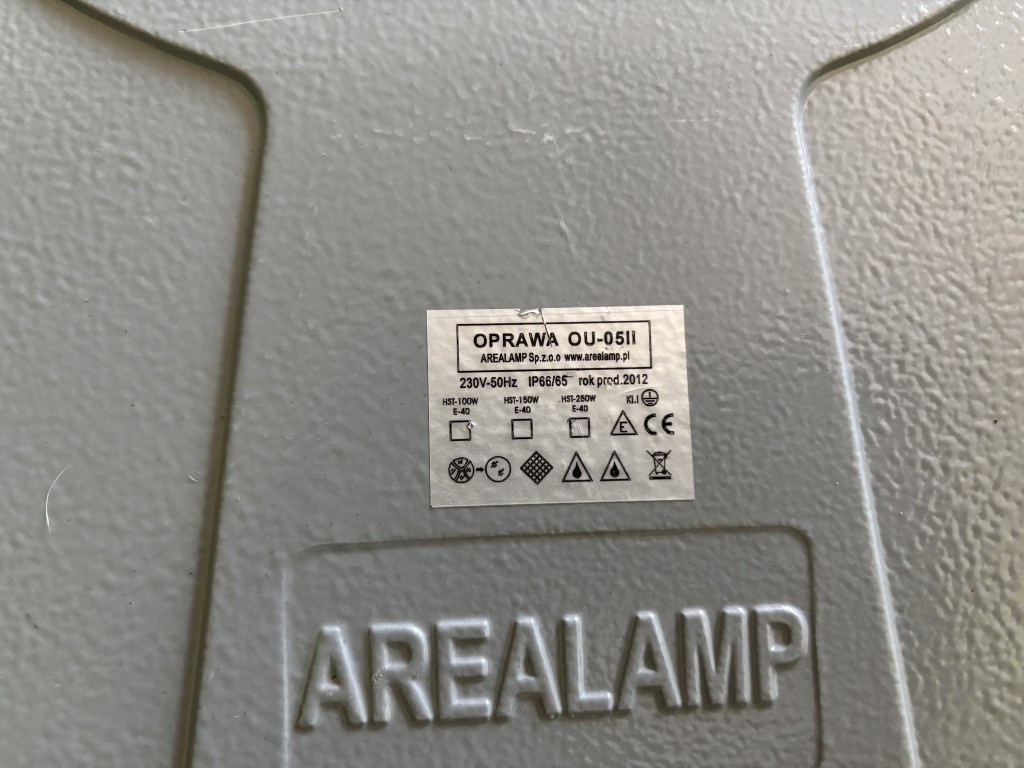 OPRAWA OU-05II
AREALAMP Sp.z.o.o www.arealamp.pl
230V-50Hz IP66/65 rok prod.2012
HST-100W HST-150W HST-250W Kl.I
E-40 E-40 E-40 E CE
AREALAMP